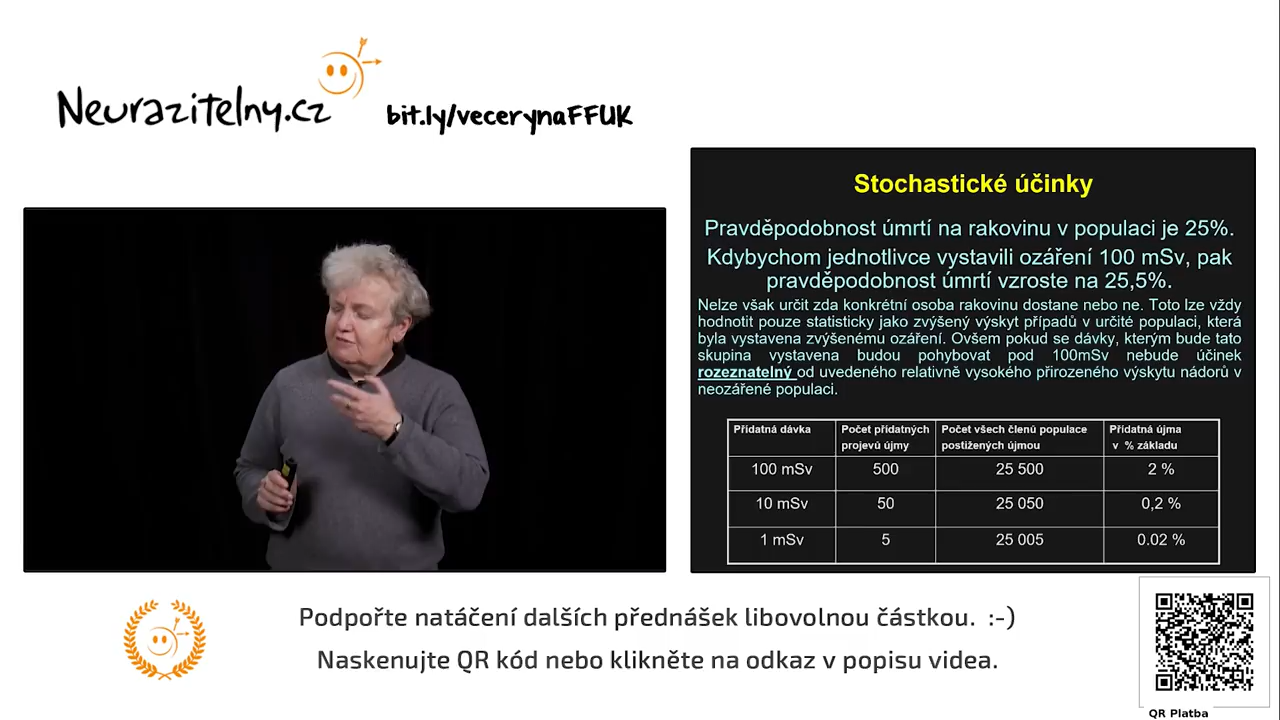 Neurazitelny.cz
bit.ly/vecerynaFFUK
Stochastické účinky
Pravděpodobnost úmrtí na rakovinu v populaci je 25%.
Kdybychom jednotlivce vystavili ozáření 100 mSv, pak
pravděpodobnost úmrtí vzroste na 25,5%.
Nelze však určit zda konkrétní osoba rakovinu dostane nebo ne. Toto lze vždy
hodnotit pouze statisticky jako zvýšený výskyt případů v určité populaci, která
byla vystavena zvýšenému ozáření. Ovšem pokud se dávky, kterým bude tato
skupina vystavena budou pohybovat pod 100mSv nebude účinek
rozeznatelný od uvedeného relativně vysokého přirozeného výskytu nádorů v
neozářené populaci.
Přídatná dávka Počet přídatných Počet všech členů populace Přídatná újma
projevů újmy postižených újmou v % základu
100 mSv 500 25 500 2 %
10 mSv 50 25 050 0,2 %
1 mSv 5 25 005 0.02 %
Podpořte natáčení dalších přednášek libovolnou částkou. :-)
Naskenujte QR kód nebo klikněte na odkaz v popisu videa.
QR Platba